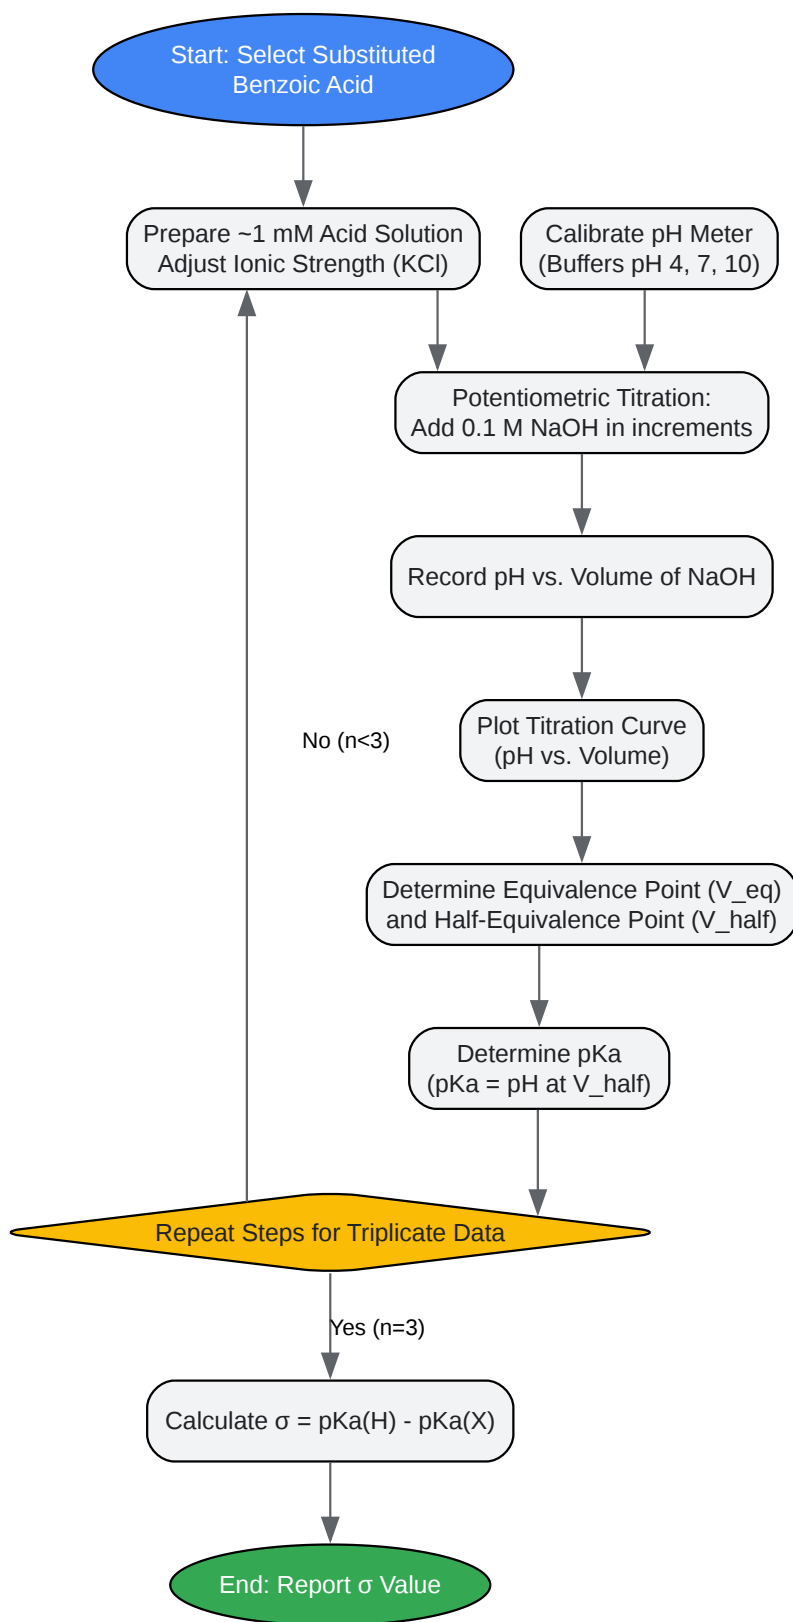 Start: Select Substituted
Benzoic Acid
Prepare ~1 mM Acid Solution
Adjust Ionic Strength (KCl)
Calibrate pH Meter
(Buffers pH 4, 7, 10)
Potentiometric Titration:
Add 0.1 M NaOH in increments
Record pH vs. Volume of NaOH
Plot Titration Curve
(pH vs. Volume)
No (n<3)
Determine Equivalence Point (V_eq)
and Half-Equivalence Point (V_half)
Determine pKa
(pKa = pH at V_half)
Repeat Steps for Triplicate Data
Yes (n=3)
Calculate σ = pKa(H) - pKa(X)
End: Report σ Value